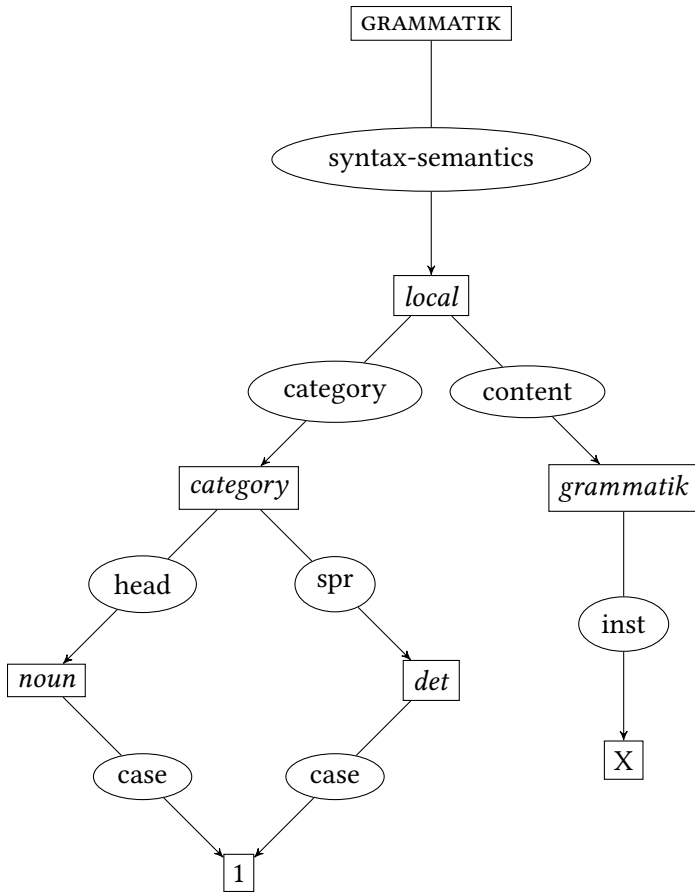 GRAMMATIK
syntax-semantics
local
category content
category grammatik
head spr
inst
noun det
case case
X
1